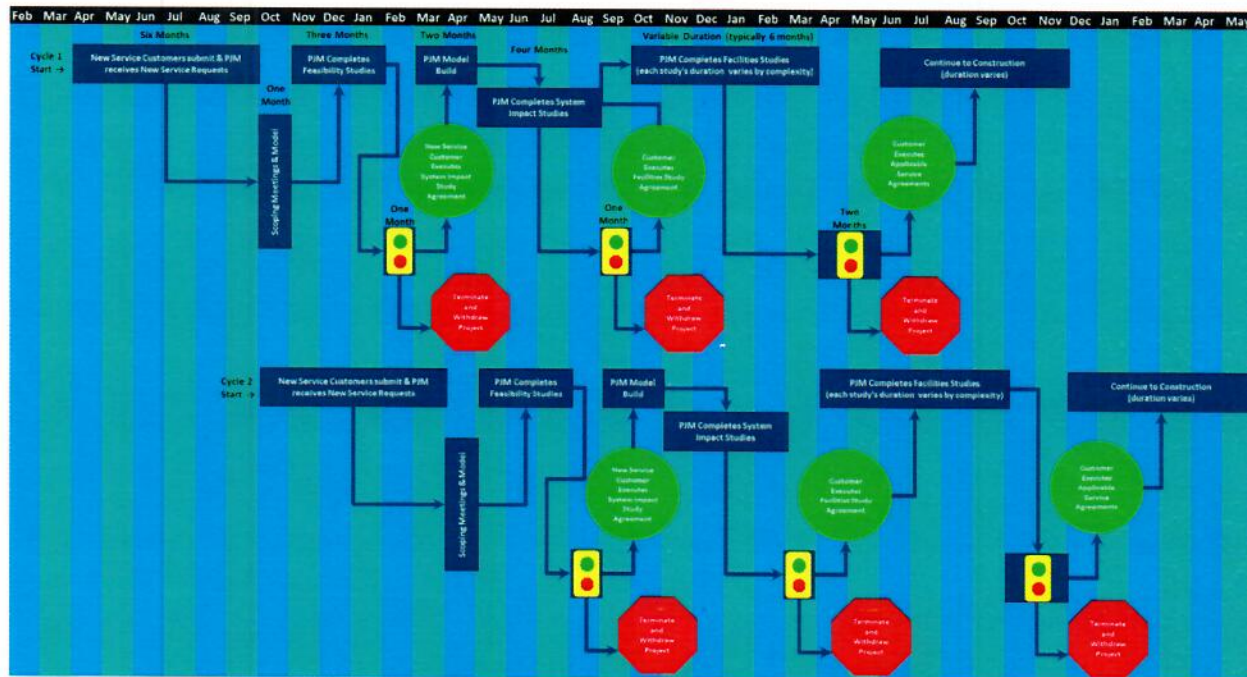 Feb Mar Apr May Jun Jul Aug Sep Oct Nov Dec Jan Feb Mar Apr May Jun Jul Aug Sep Oct Nov Dec Jan Feb Mar Apr May Jun Jul Aug Sep Oct Nov Dec Jan Feb Mar Apr May
Six Months
Three Months
Two Months
Four Months
Variable Duration (typically 6 months)
Cycle 1
Start →
New Service Customers submit & PJM
receives New Service Requests
One
Month
Scoping Meetings & Model
PJM Completes
Feasibility Studies
PJM Model
Build
PJM Completes System
Impact Studies
PJM Completes Facilities Studies
(each study's duration varies by complexity)
Continue to Construction
(duration varies)
New Service
Customer
Executes
System Impact
Study
Agreement
Customer
Executes
Facilities Study
Agreement
Customer
Executes
Applicable
Service
Agreements
One
Month
One
Month
Two
Months
Terminate
and
Withdraw
Project
Terminate
and
Withdraw
Project
Terminate
and
Withdraw
Project
Cycle 2
Start →
New Service Customers submit & PJM
receives New Service Requests
Scoping Meetings & Model
PJM Completes
Feasibility Studies
PJM Model
Build
PJM Completes System
Impact Studies
PJM Completes Facilities Studies
(each study's duration varies by complexity)
Continue to Construction
(duration varies)
New Service
Customer
Executes
System Impact
Study
Agreement
Customer
Executes
Facilities Study
Agreement
Customer
Executes
Applicable
Service
Agreements
Terminate
and
Withdraw
Project
Terminate
and
Withdraw
Project
Terminate
and
Withdraw
Project